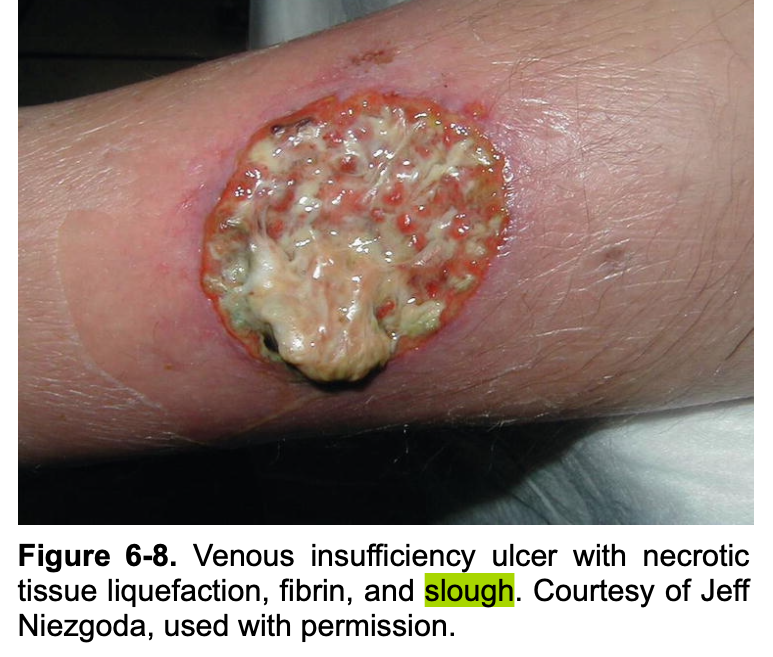 Figure 6-8. Venous insufficiency ulcer with necrotic
tissue liquefaction, fibrin, and slough. Courtesy of Jeff
Niezgoda, used with permission.